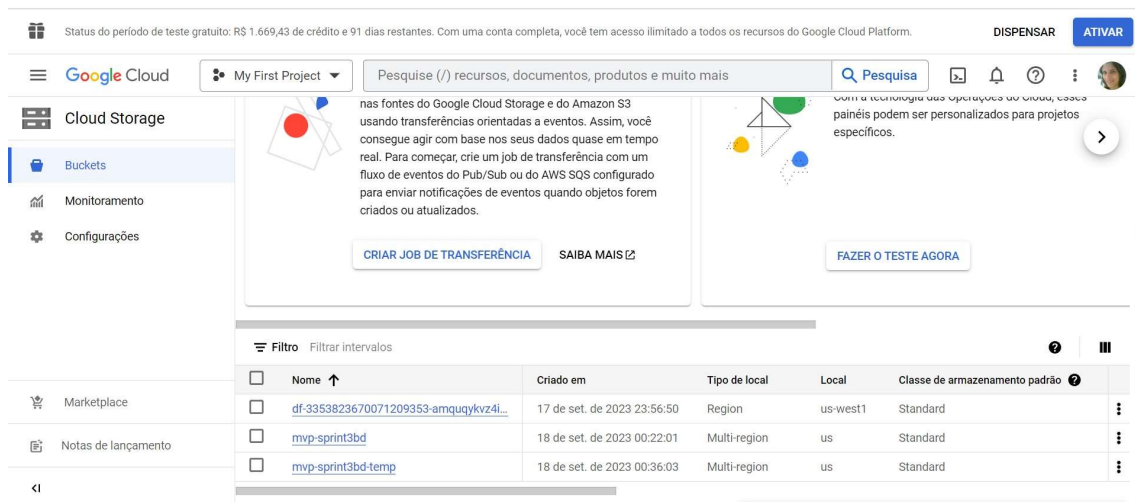 Status do período de teste gratuito: R$ 1.669,43 de crédito e 91 dias restantes. Com uma conta completa, você tem acesso ilimitado a todos os recursos do Google Cloud Platform.
DISPENSAR
ATIVAR
Google Cloud
My First Project
Pesquise (/) recursos, documentos, produtos e muito mais
Pesquisa
Cloud Storage
Buckets
Monitoramento
Configurações
Marketplace
Notas de lançamento
nas fontes do Google Cloud Storage e do Amazon S3
usando transferências orientadas a eventos. Assim, você
consegue agir com base nos seus dados quase em tempo
real. Para começar, crie um job de transferência com um
fluxo de eventos do Pub/Sub ou do AWS SQS configurado
para enviar notificações de eventos quando objetos forem
criados ou atualizados.
CRIAR JOB DE TRANSFERÊNCIA
SAIBA MAIS
Com a tecnologia das Operações do Cloud, esses
painéis podem ser personalizados para projetos
específicos.
FAZER O TESTE AGORA
Filtro Filtrar intervalos
Nome Criado em Tipo de local Local Classe de armazenamento padrão
df-3353823670071209353-amquqykvz4i... 17 de set. de 2023 23:56:50 Region us-west1 Standard
mvp-sprint3bd 18 de set. de 2023 00:22:01 Multi-region us Standard
mvp-sprint3bd-temp 18 de set. de 2023 00:36:03 Multi-region us Standard